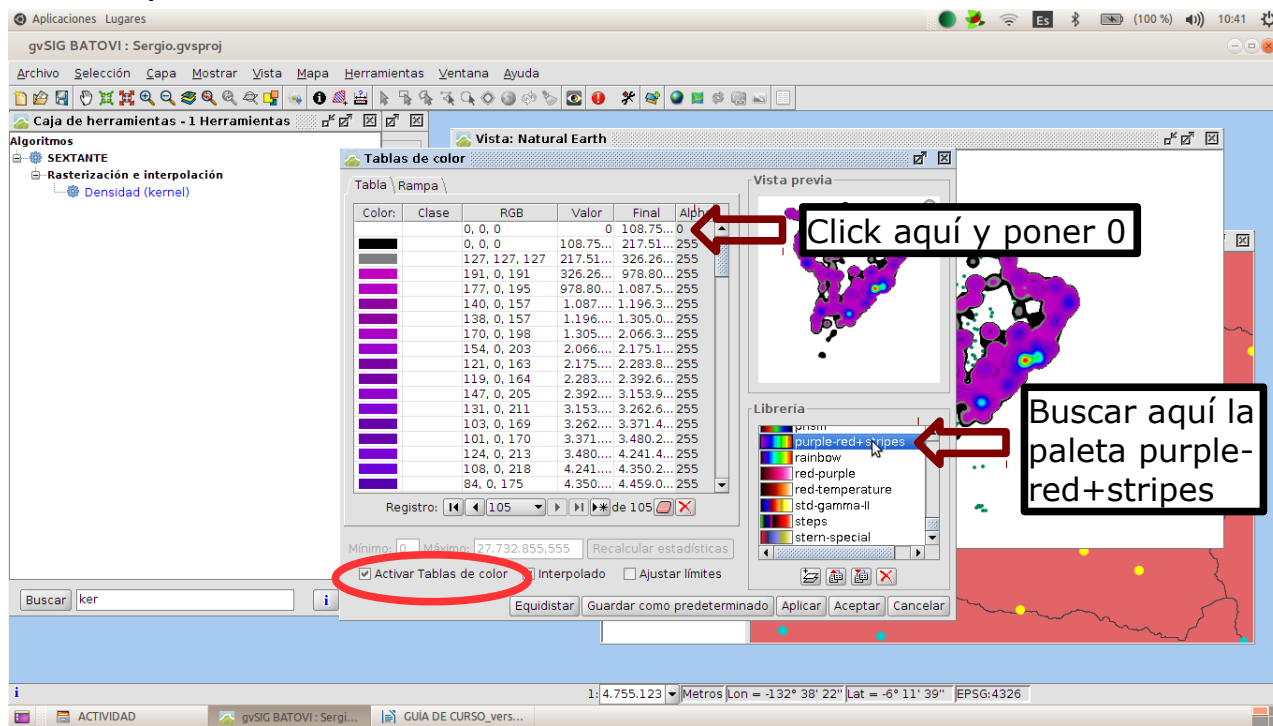 Aplicaciones Lugares
Es
(100 %)
10:41
gvSIG BATOVI : Sergio.gvsproj
Archivo Selección Capa Mostrar Vista Mapa Herramientas Ventana Ayuda
Caja de herramientas - 1 Herramientas
Algoritmos
SEXTANTE
Rasterización e interpolación
Densidad (kernel)
Buscar
ker
i
Vista: Natural Earth
Tablas de color
Tabla
Rampa
Color: Clase RGB Valor Final Alpha
0, 0, 0 0 108.75... 0
0, 0, 0 108.75... 217.51... 255
127, 127, 127 217.51... 326.26... 255
191, 0, 191 326.26... 978.80... 255
177, 0, 195 978.80... 1.087.5... 255
140, 0, 157 1.087.... 1.196.3... 255
138, 0, 157 1.196.... 1.305.0... 255
170, 0, 198 1.305.... 2.066.3... 255
154, 0, 203 2.066.... 2.175.1... 255
121, 0, 163 2.175.... 2.283.8... 255
119, 0, 164 2.283.... 2.392.6... 255
147, 0, 205 2.392.... 3.153.9... 255
131, 0, 211 3.153.... 3.262.6... 255
103, 0, 169 3.262.... 3.371.4... 255
101, 0, 170 3.371.... 3.480.2... 255
124, 0, 213 3.480.... 4.241.4... 255
108, 0, 218 4.241.... 4.350.2... 255
84, 0, 175 4.350.... 4.459.0... 255
Registro: 105 de 105
Mínimo: 0 Máximo: 27.732.855,555 Recalcular estadísticas
Activar Tablas de color Interpolado Ajustar límites
Vista previa
Click aquí y poner 0
Librería
prism
purple-red+stripes
rainbow
red-purple
red-temperature
std-gamma-II
steps
stern-special
Buscar aquí la
paleta purple-
red+stripes
Equidistar Guardar como predeterminado Aplicar Aceptar Cancelar
i
1: 4.755.123 Metros Lon = -132° 38' 22" Lat = -6° 11' 39" EPSG:4326
ACTIVIDAD
gvSIG BATOVI : Sergi...
GUÍA DE CURSO_vers...